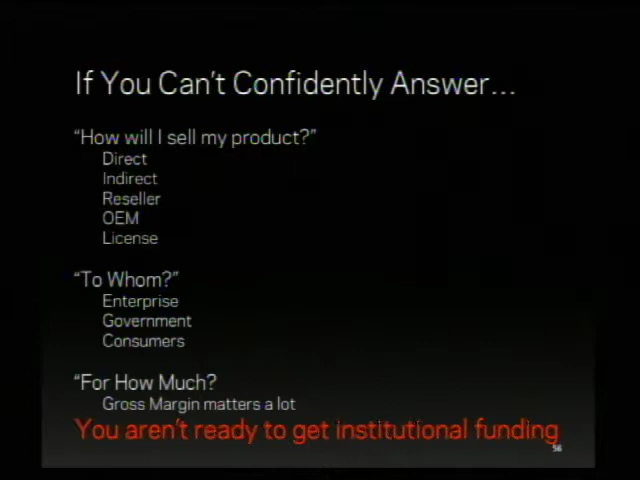 If You Can't Confidently Answer...
"How will I sell my product?"
Direct
Indirect
Reseller
OEM
License
"To Whom?"
Enterprise
Government
Consumers
"For How Much?
Gross Margin matters a lot
You aren't ready to get institutional funding
56